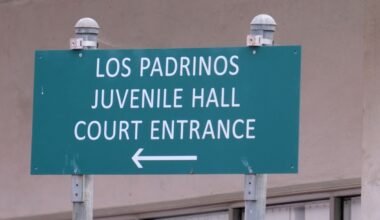 LOS PADRINOS
JUVENILE HALL
COURT ENTRANCE